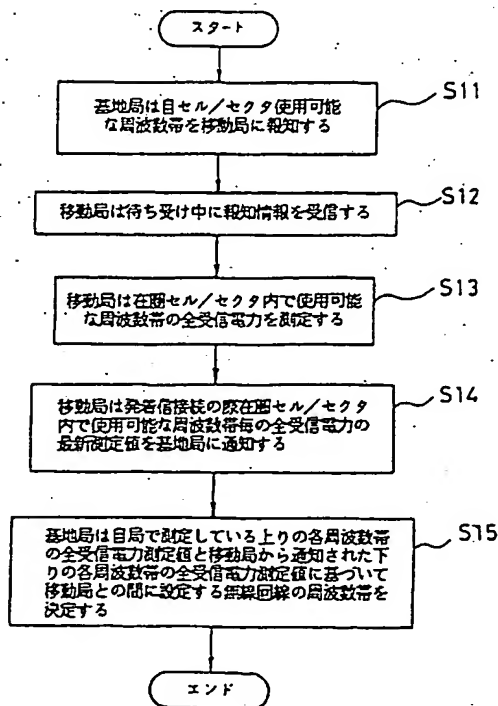 スタート
基地局は自セル／セクタ使用可能
な周波数帯を移動局に報知する
S11
移動局は待ち受け中に報知情報を受信する
S12
移動局は在圏セル／セクタ内で使用可能
な周波数帯の全受信電力を測定する
S13
移動局は発着信接続の際在圏セル／セクタ
内で使用可能な周波数帯毎の全受信電力の
最新測定値を基地局に通知する
S14
基地局は自局で測定している上りの各周波数帯
の全受信電力測定値と移動局から通知された下
りの各周波数帯の全受信電力測定値に基づいて
移動局との間に設定する無線回線の周波数帯を
決定する
S15
エンド